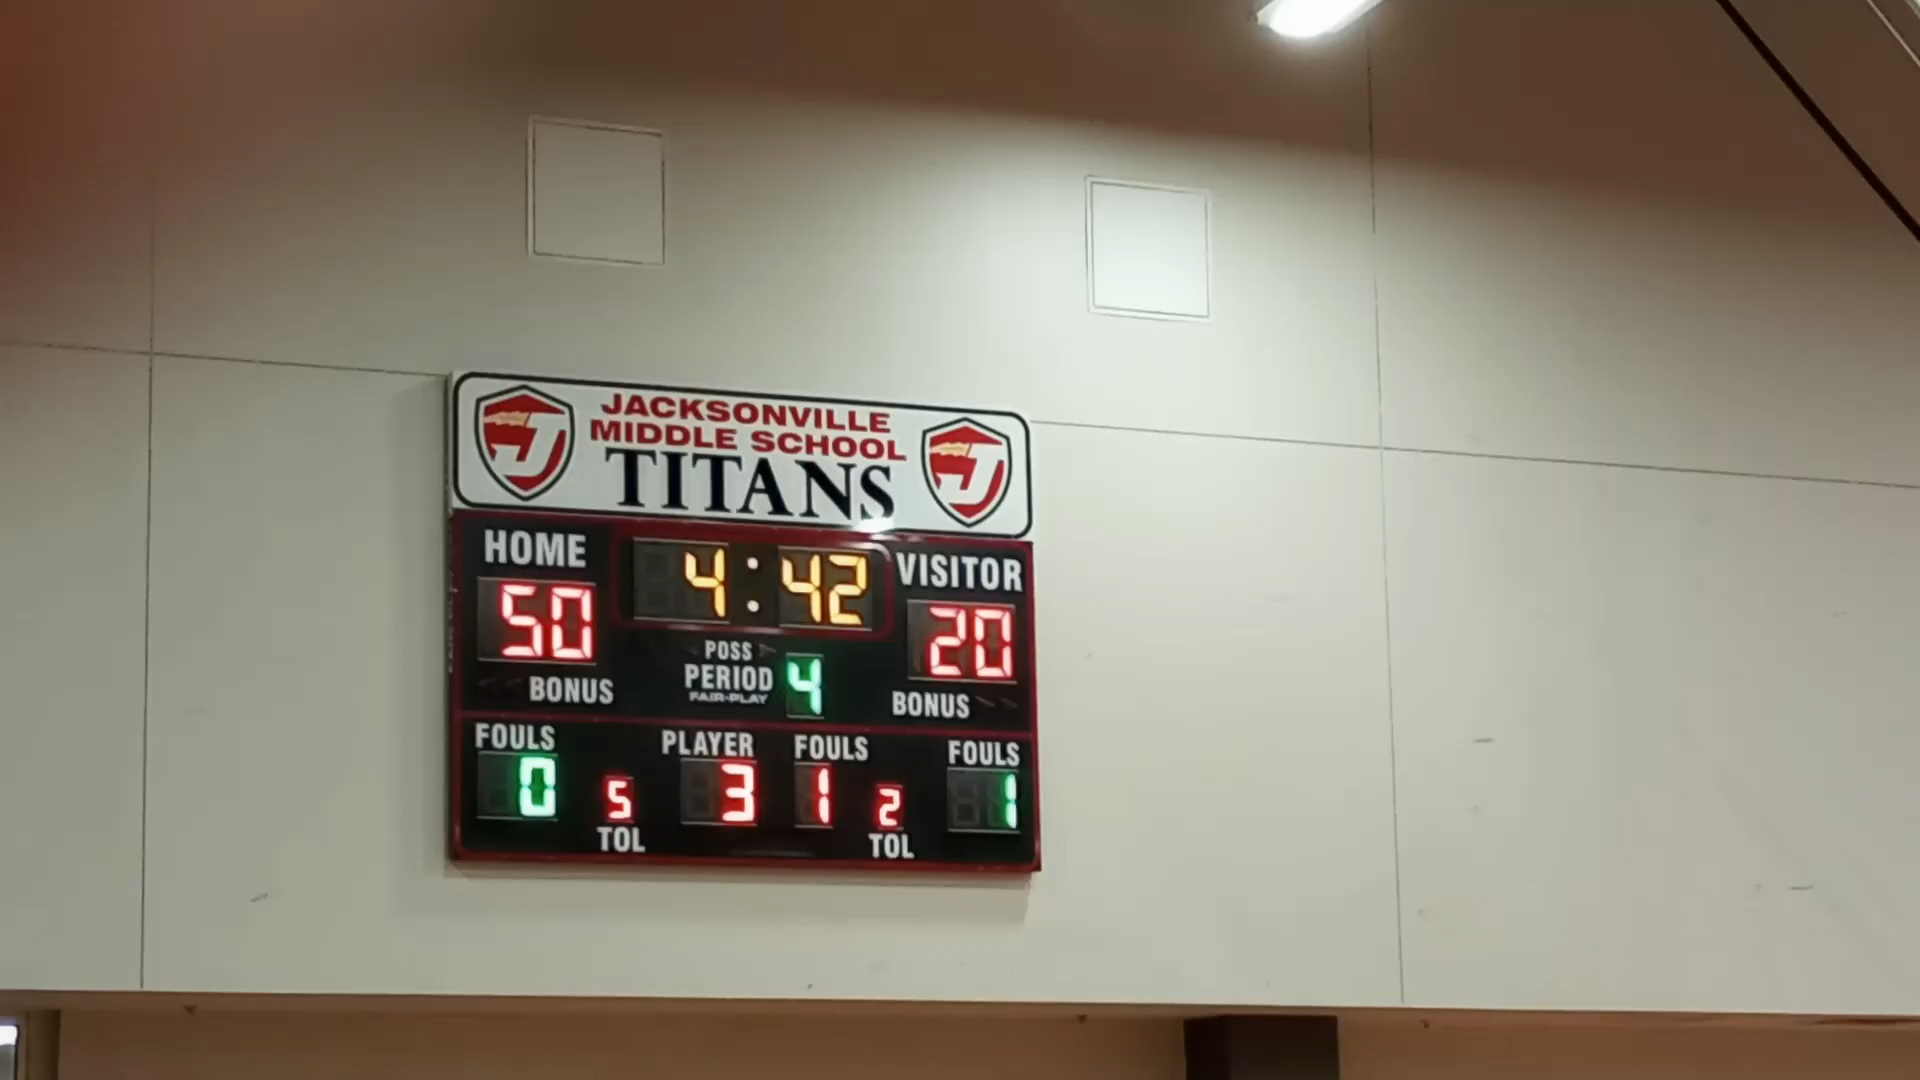 JACKSONVILLE
MIDDLE SCHOOL
TITANS
HOME
4:42
VISITOR
50
20
POSS
PERIOD 4
FAIR-PLAY
BONUS
BONUS
FOULS
PLAYER
FOULS
FOULS
0
5
3
1
2
1
TOL
TOL